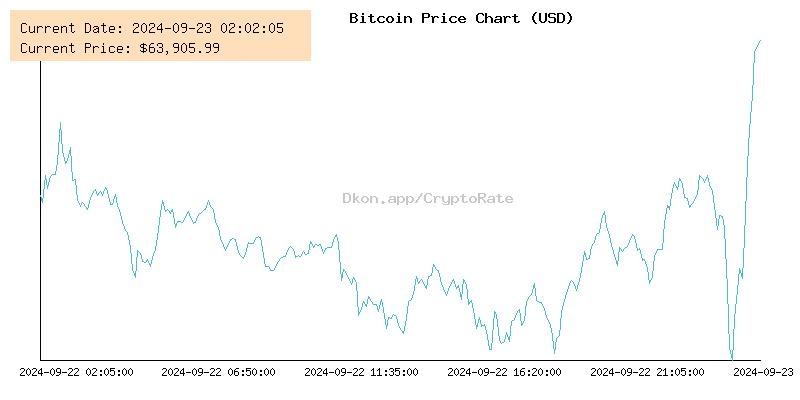 Bitcoin Price Chart (USD)
Current Date: 2024-09-23 02:02:05
Current Price: $63,905.99
Dkon.app/CryptoRate
2024-09-22 02:05:00 2024-09-22 06:50:00 2024-09-22 11:35:00 2024-09-22 16:20:00 2024-09-22 21:05:00 2024-09-23